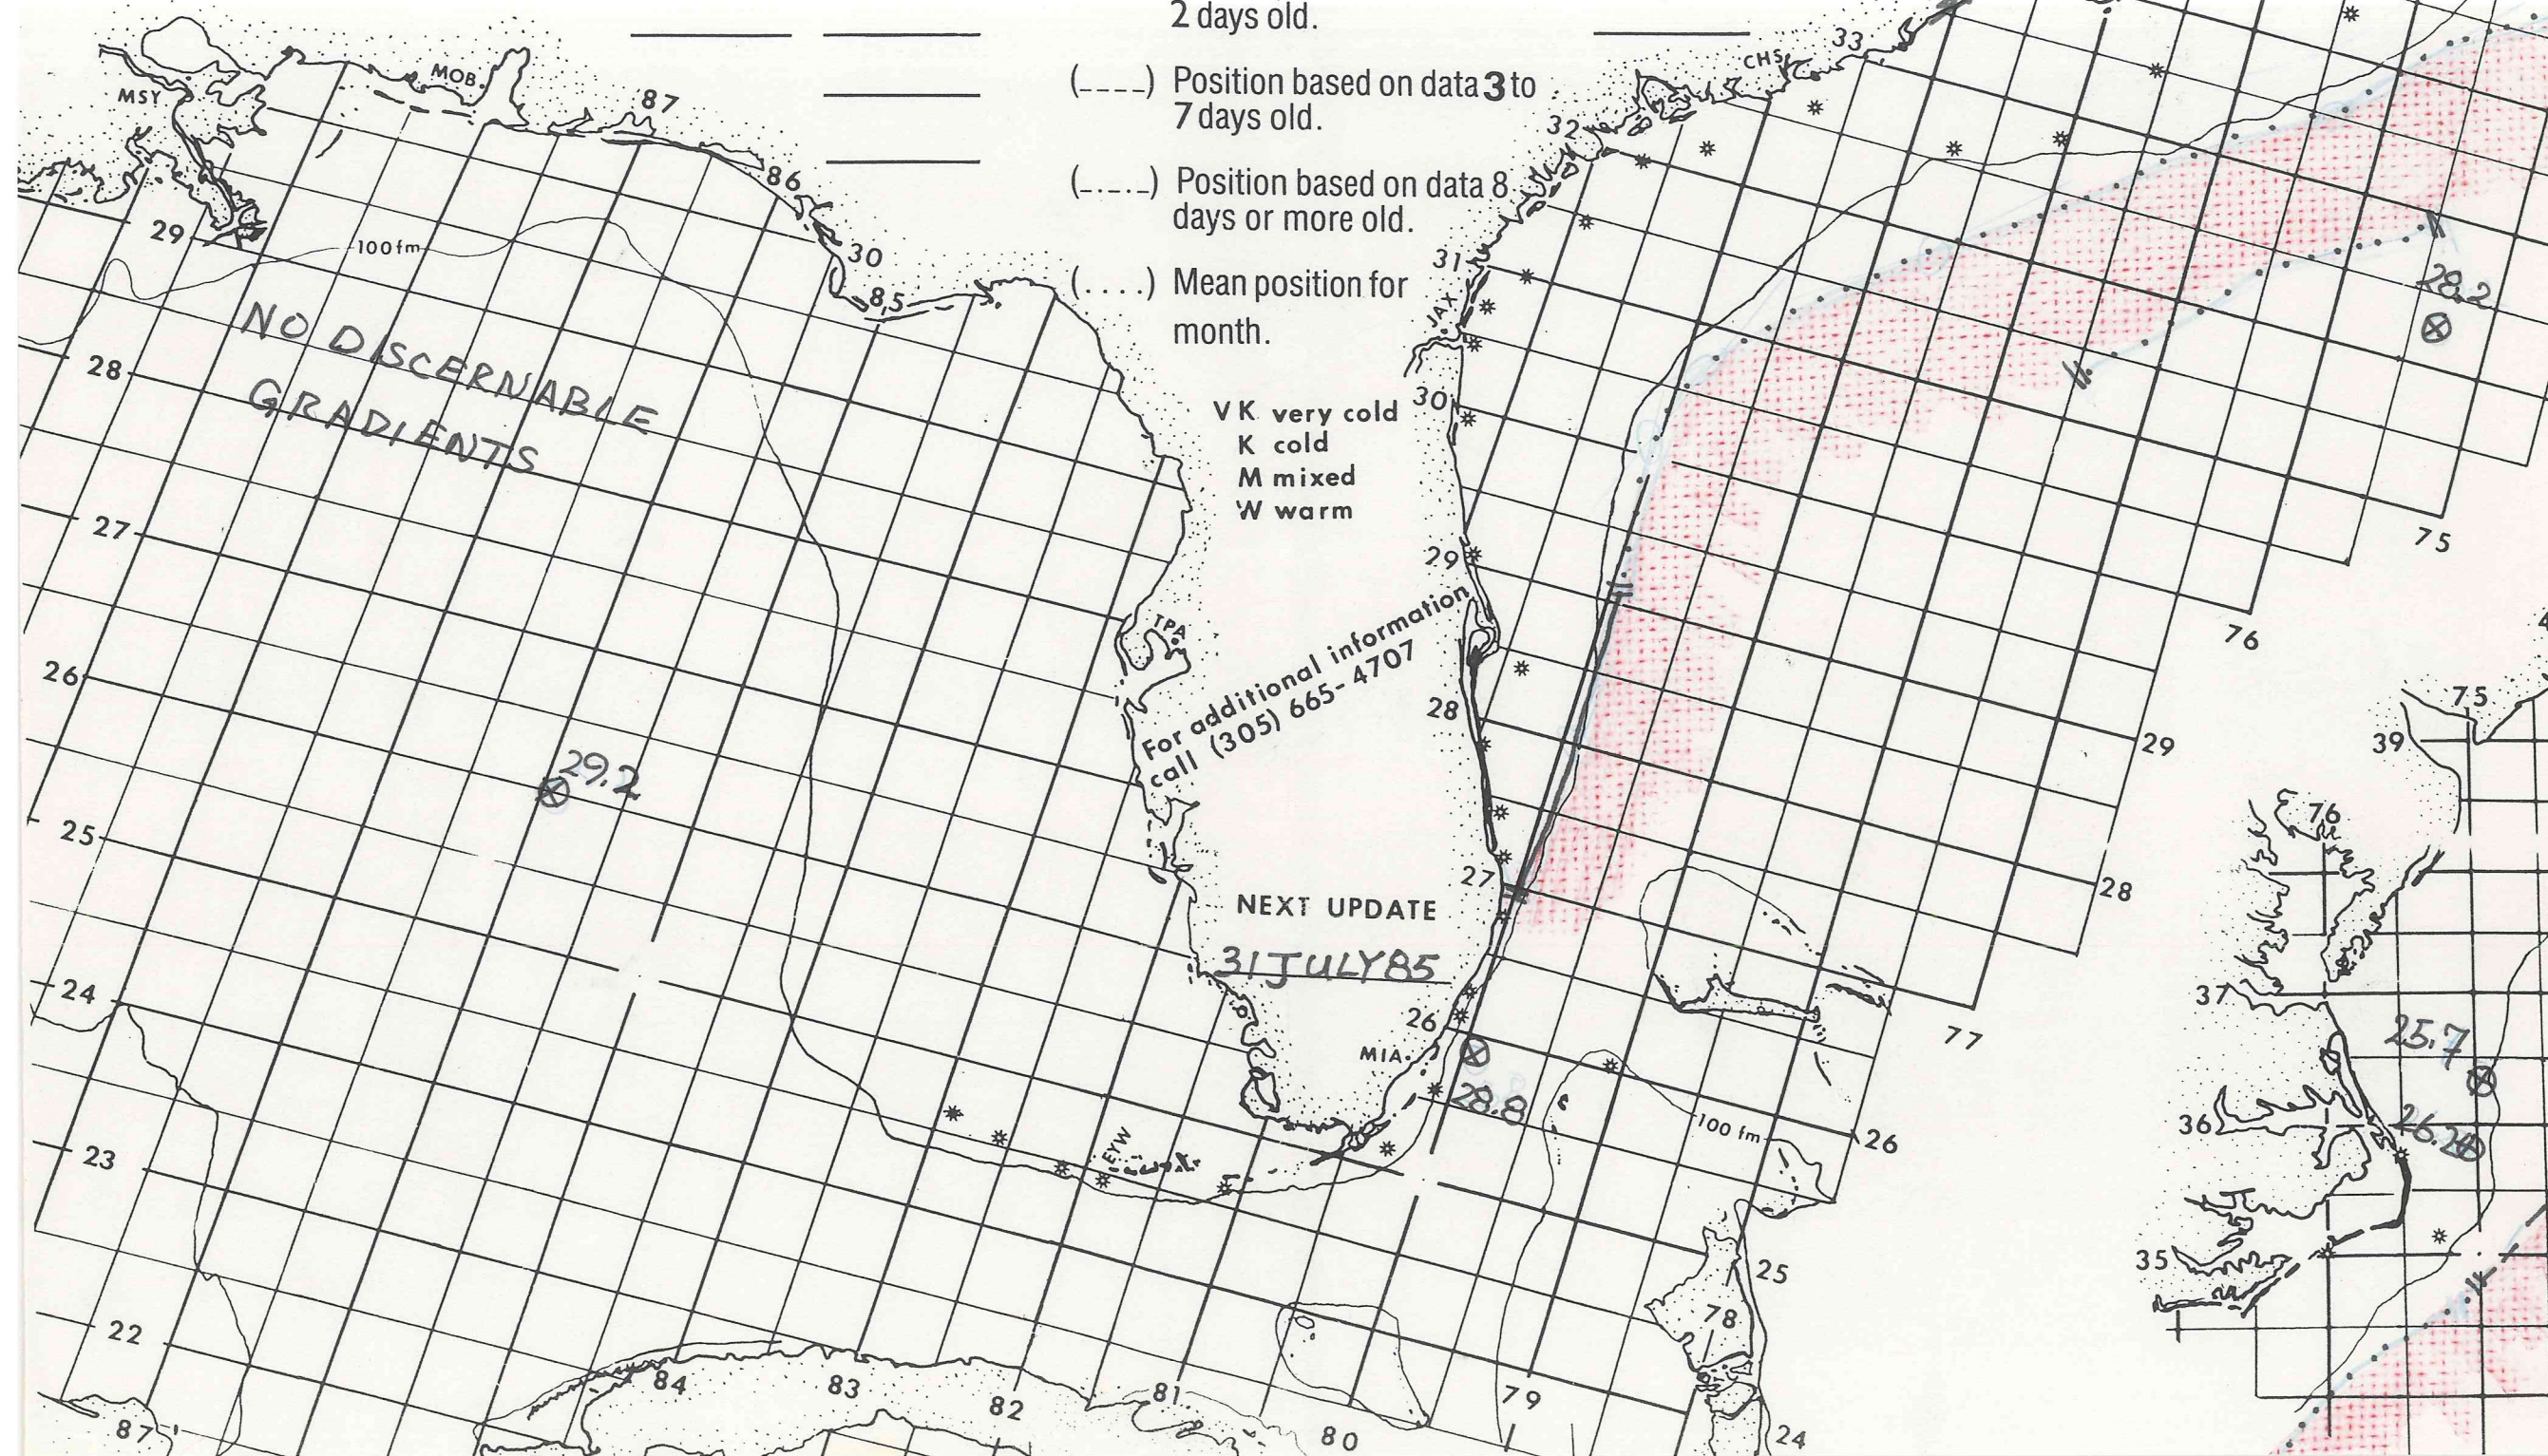 2 days old.
(----) Position based on data 3 to
7 days old.
(-.-.-) Position based on data 8
days or more old.
(....) Mean position for
month.
VK very cold
K cold
M mixed
W warm
For additional information
call (305) 665-4707
NEXT UPDATE
31 JULY 85
NO DISCERNABLE
GRADIENTS
MSY
MOB
87
86
30
85
100 fm
29
28
27
26
25
24
23
22
87
84
83
82
81
80
79
78
24
25
26
77
28
29
76
75
29.2
TPA
EYW
MIA
28.8
100 fm
26
27
28
29
30
JAX
31
32
CHS
33
28.2
75
39
76
37
25.7
36
26.2
35